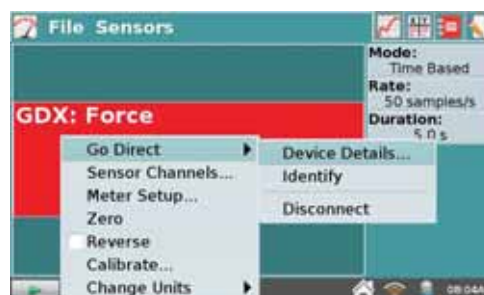 File Sensors
Mode:
Time Based
Rate:
50 samples/s
Duration:
5.0 s
GDX: Force
Go Direct
Sensor Channels...
Meter Setup...
Zero
Reverse
Calibrate...
Change Units
Device Details...
Identify
Disconnect